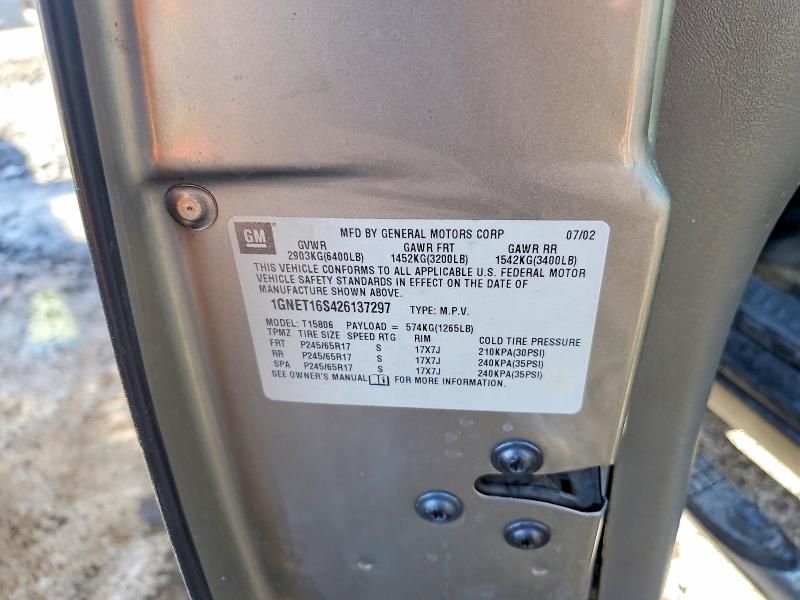 GM MFD BY GENERAL MOTORS CORP 07/02
GVWR GAWR FRT GAWR RR
2903KG(6400LB) 1452KG(3200LB) 1542KG(3400LB)
THIS VEHICLE CONFORMS TO ALL APPLICABLE U.S. FEDERAL MOTOR
VEHICLE SAFETY STANDARDS IN EFFECT ON THE DATE OF
MANUFACTURE SHOWN ABOVE.
1GNET16S426137297 TYPE: M.P.V.
MODEL: T15806 PAYLOAD = 574KG(1265LB)
TPMZ TIRE SIZE SPEED RTG RIM COLD TIRE PRESSURE
FRT P245/65R17 S 17X7J 210KPA(30PSI)
RR P245/65R17 S 17X7J 240KPA(35PSI)
SPA P245/65R17 S 17X7J 240KPA(35PSI)
SEE OWNER'S MANUAL i FOR MORE INFORMATION.